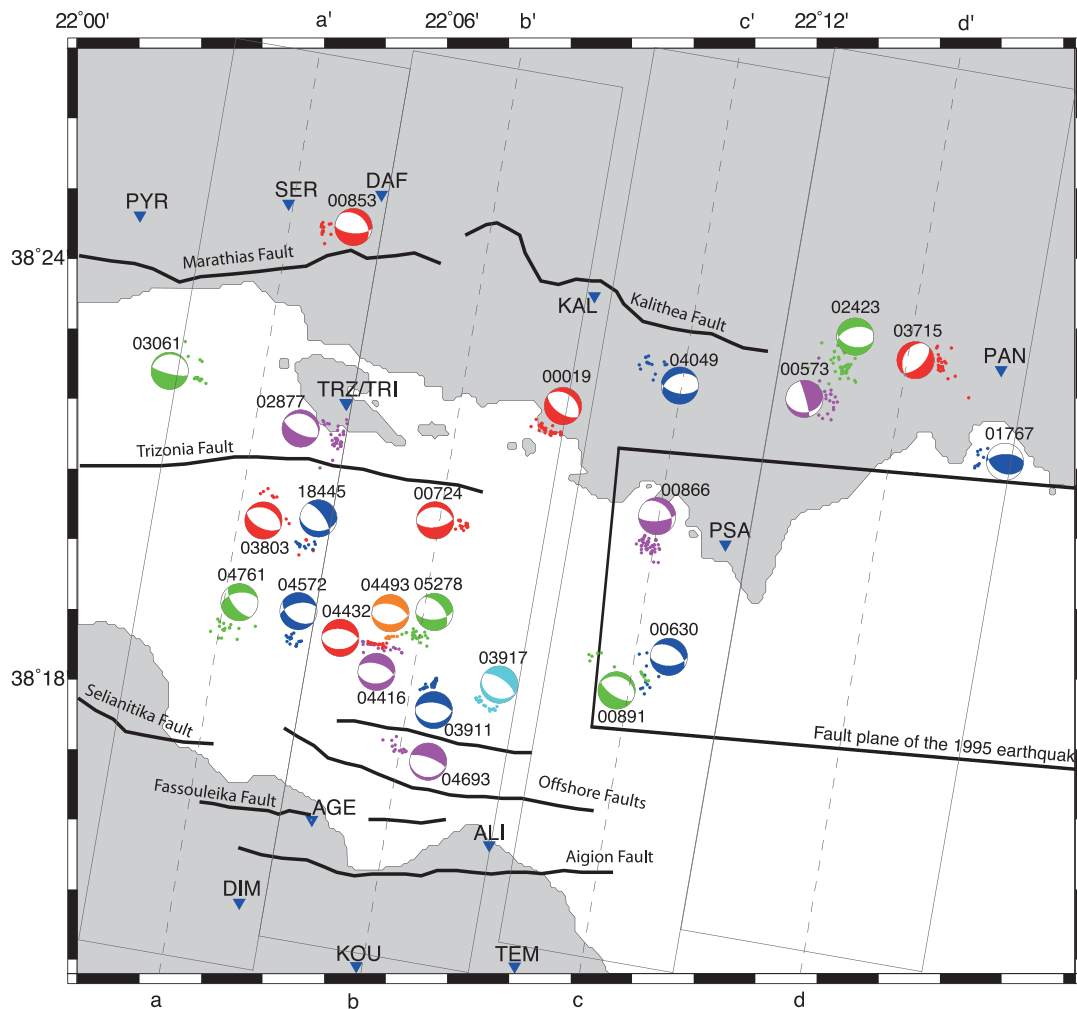 22°00'
a'
22°06'
b'
c'
22°12'
d'
PYR
SER
DAF
00853
38°24
Marathias Fault
KAL
Kalithea Fault
02423
03715
PAN
03061
04049
00573
00019
TRZ/TRI
02877
Trizonia Fault
01767
18445
00724
00866
PSA
03803
04761
04572
04493
05278
04432
00630
03917
38°18
04416
Selianitika Fault
03911
00891
Fault plane of the 1995 earthquak
04693
Fassouleika Fault
Offshore Faults
AGE
ALI
Aigion Fault
DIM
KOU
TEM
a
b
c
d